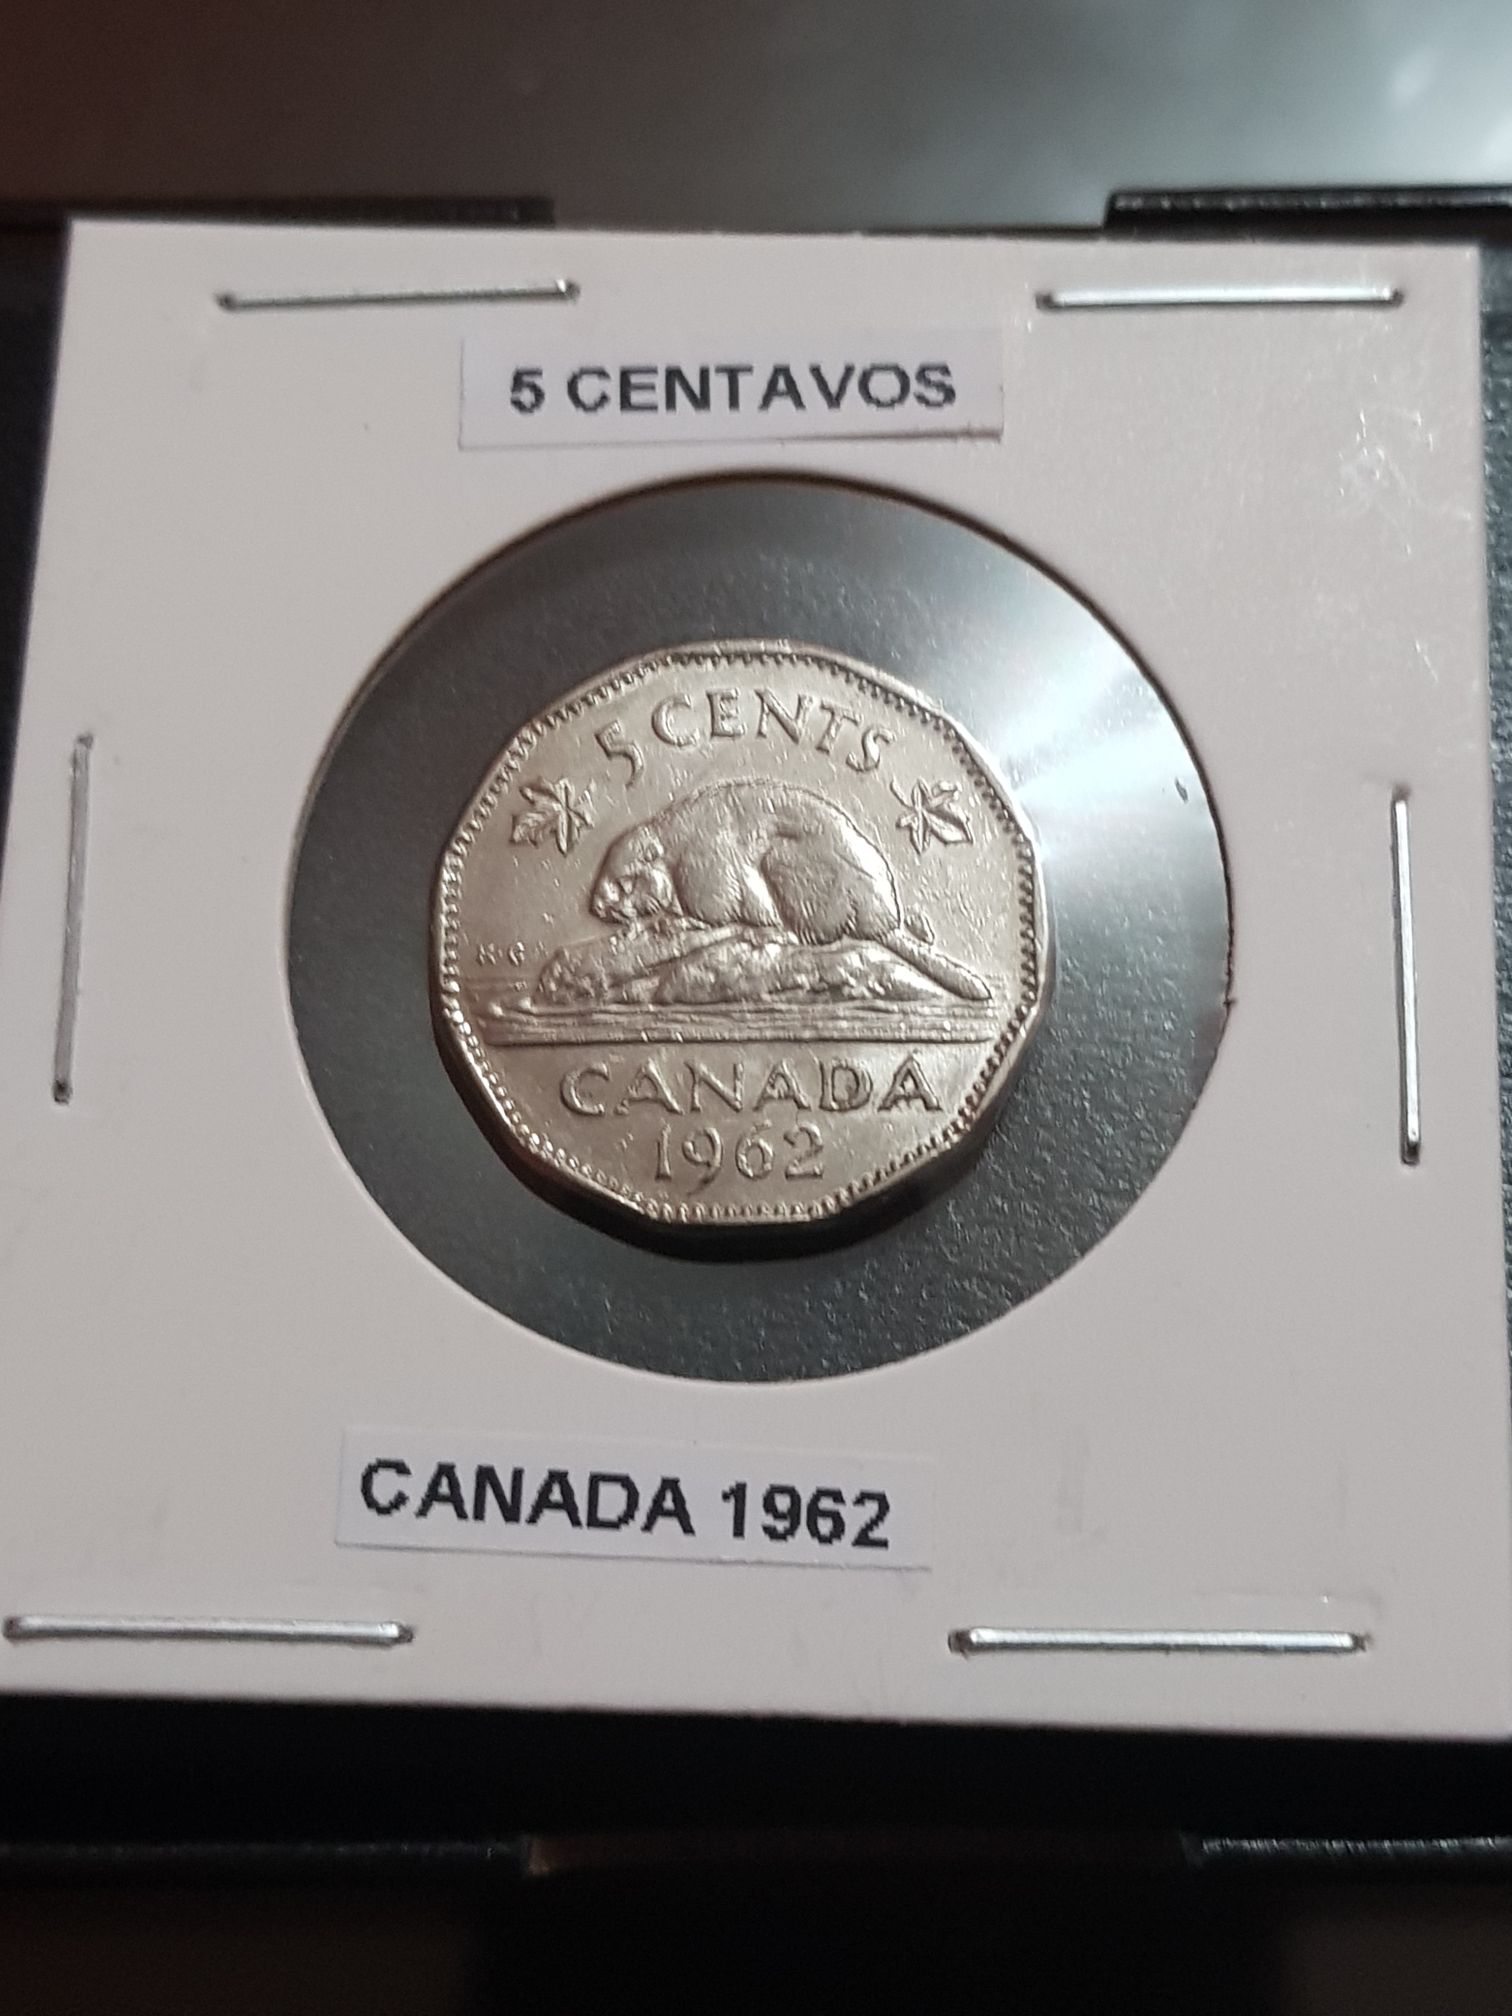 5 CENTAVOS
5 CENTS
K·G
CANADA
1962
CANADA 1962